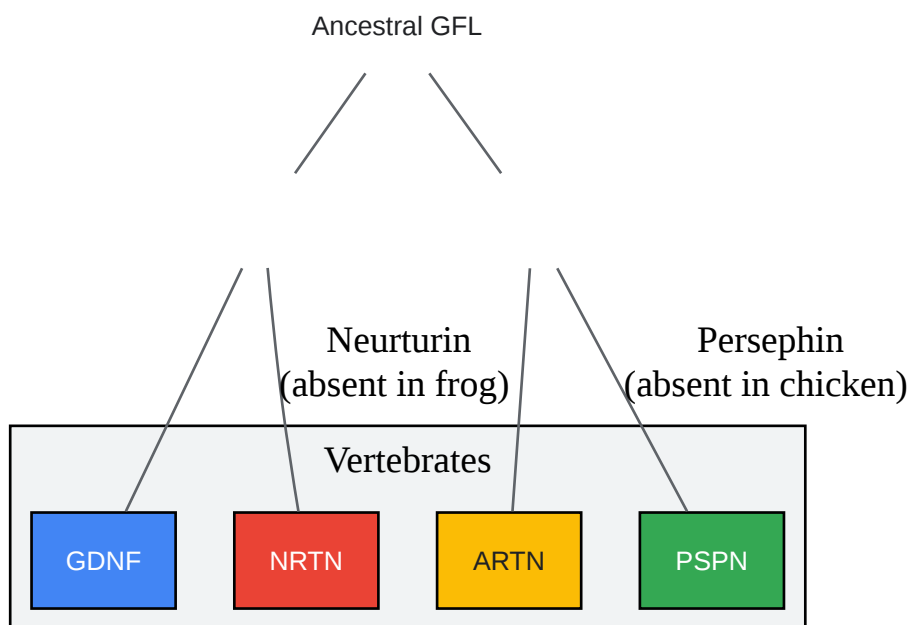 Ancestral GFL
Neurturin
(absent in frog)
Persephin
(absent in chicken)
Vertebrates
GDNF
NRTN
ARTN
PSPN